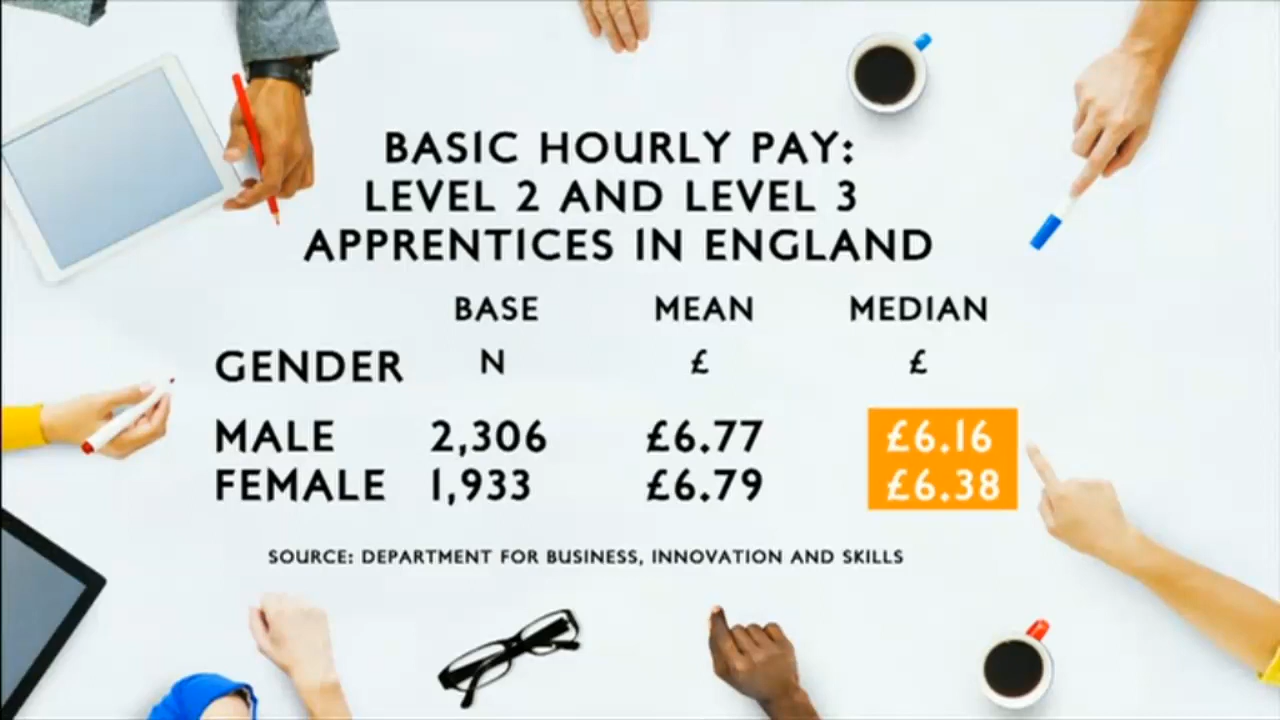 BASIC HOURLY PAY:
LEVEL 2 AND LEVEL 3
APPRENTICES IN ENGLAND
BASE MEAN MEDIAN
GENDER N £ £
MALE 2,306 £6.77 £6.16
FEMALE 1,933 £6.79 £6.38
SOURCE: DEPARTMENT FOR BUSINESS, INNOVATION AND SKILLS